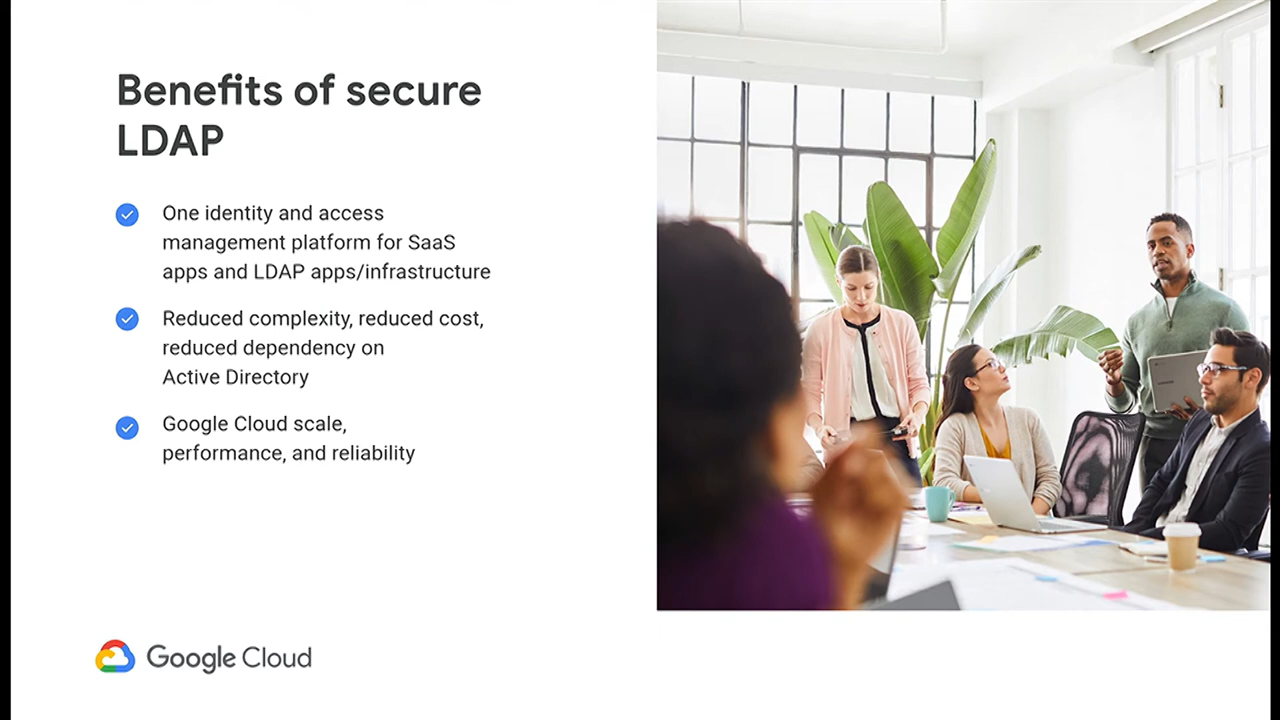 Benefits of secure
LDAP
One identity and access
management platform for SaaS
apps and LDAP apps/infrastructure
Reduced complexity, reduced cost,
reduced dependency on
Active Directory
Google Cloud scale,
performance, and reliability
Google Cloud